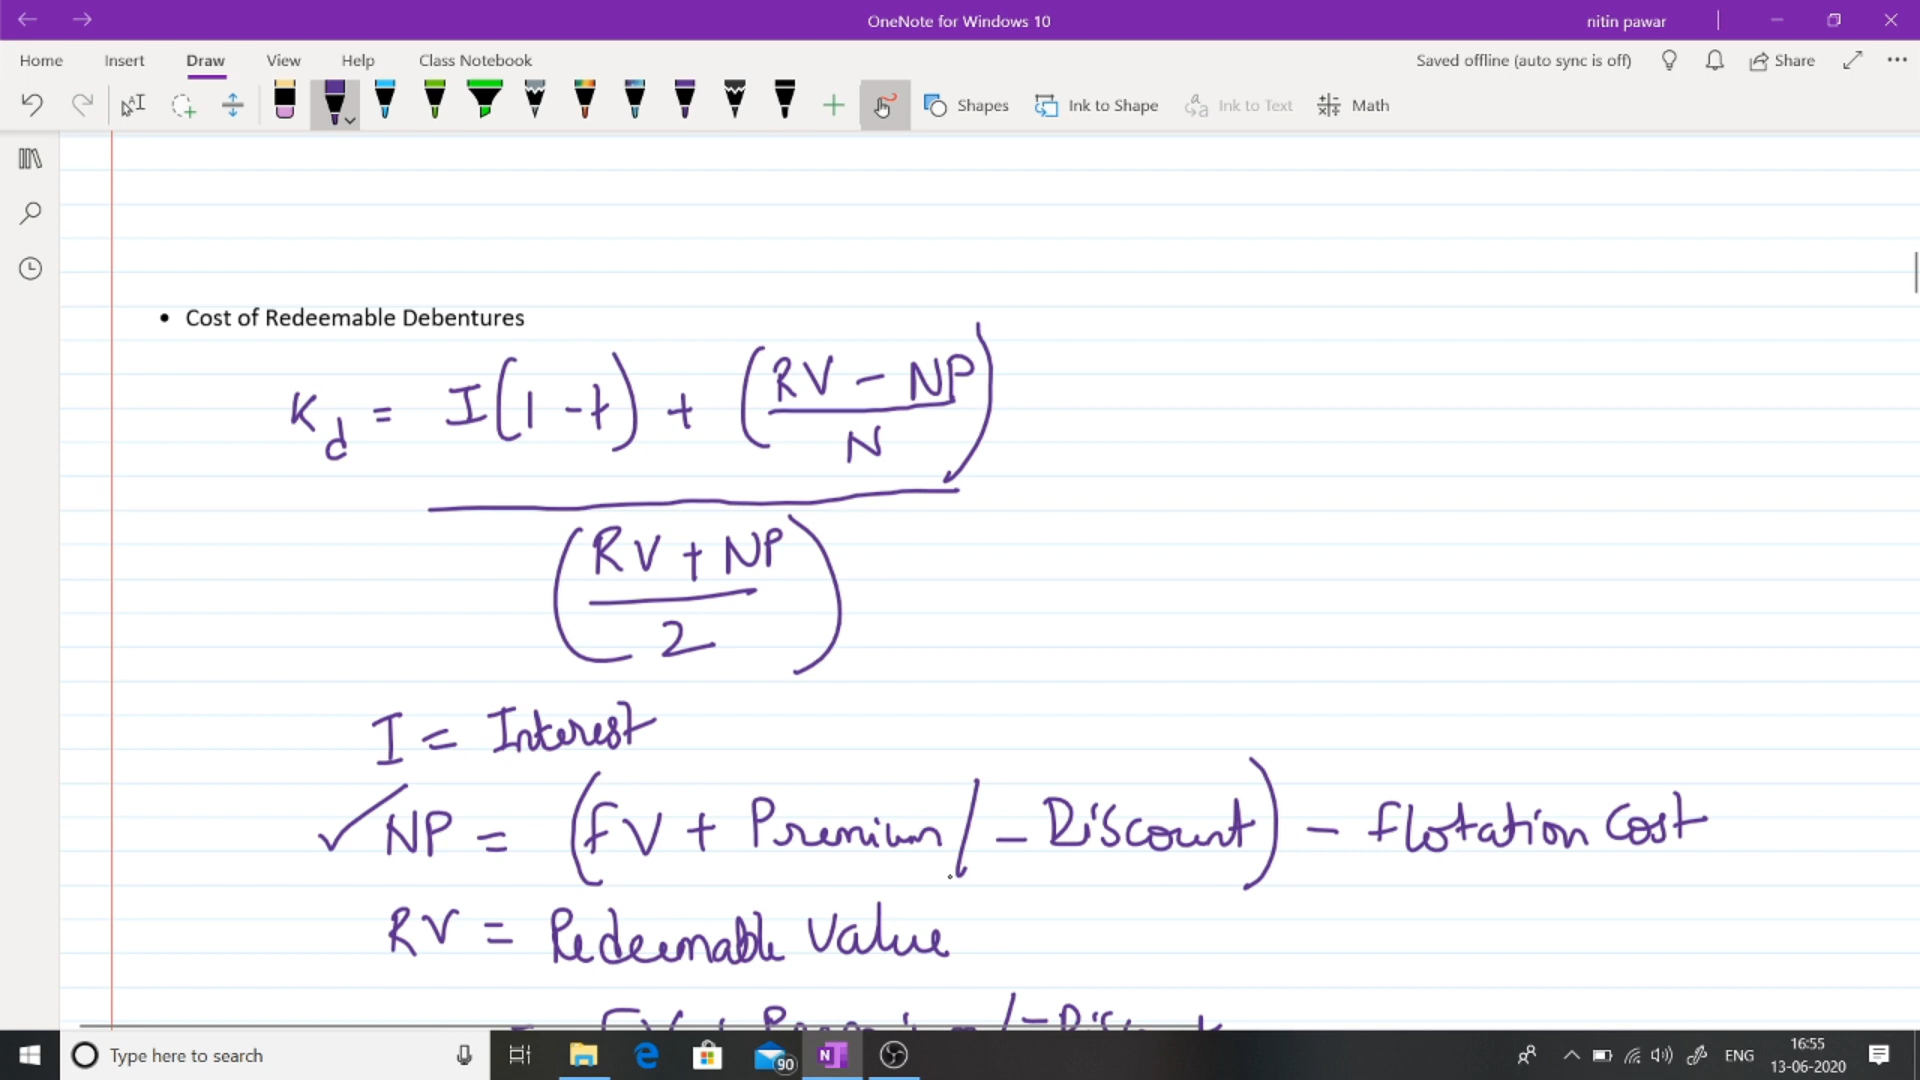 OneNote for Windows 10
nitin pawar
Home Insert Draw View Help Class Notebook
Saved offline (auto sync is off) Share
Shapes Ink to Shape Ink to Text Math
• Cost of Redeemable Debentures
Kd = I(1 - t) + (RV - NP
N)
(RV + NP
2)
I = Interest
✓ NP = (FV + Premium / - Discount) - flotation Cost
RV = Redeemable Value
= FV + Premium / - Discount
Type here to search
90
ENG
16:55
13-06-2020